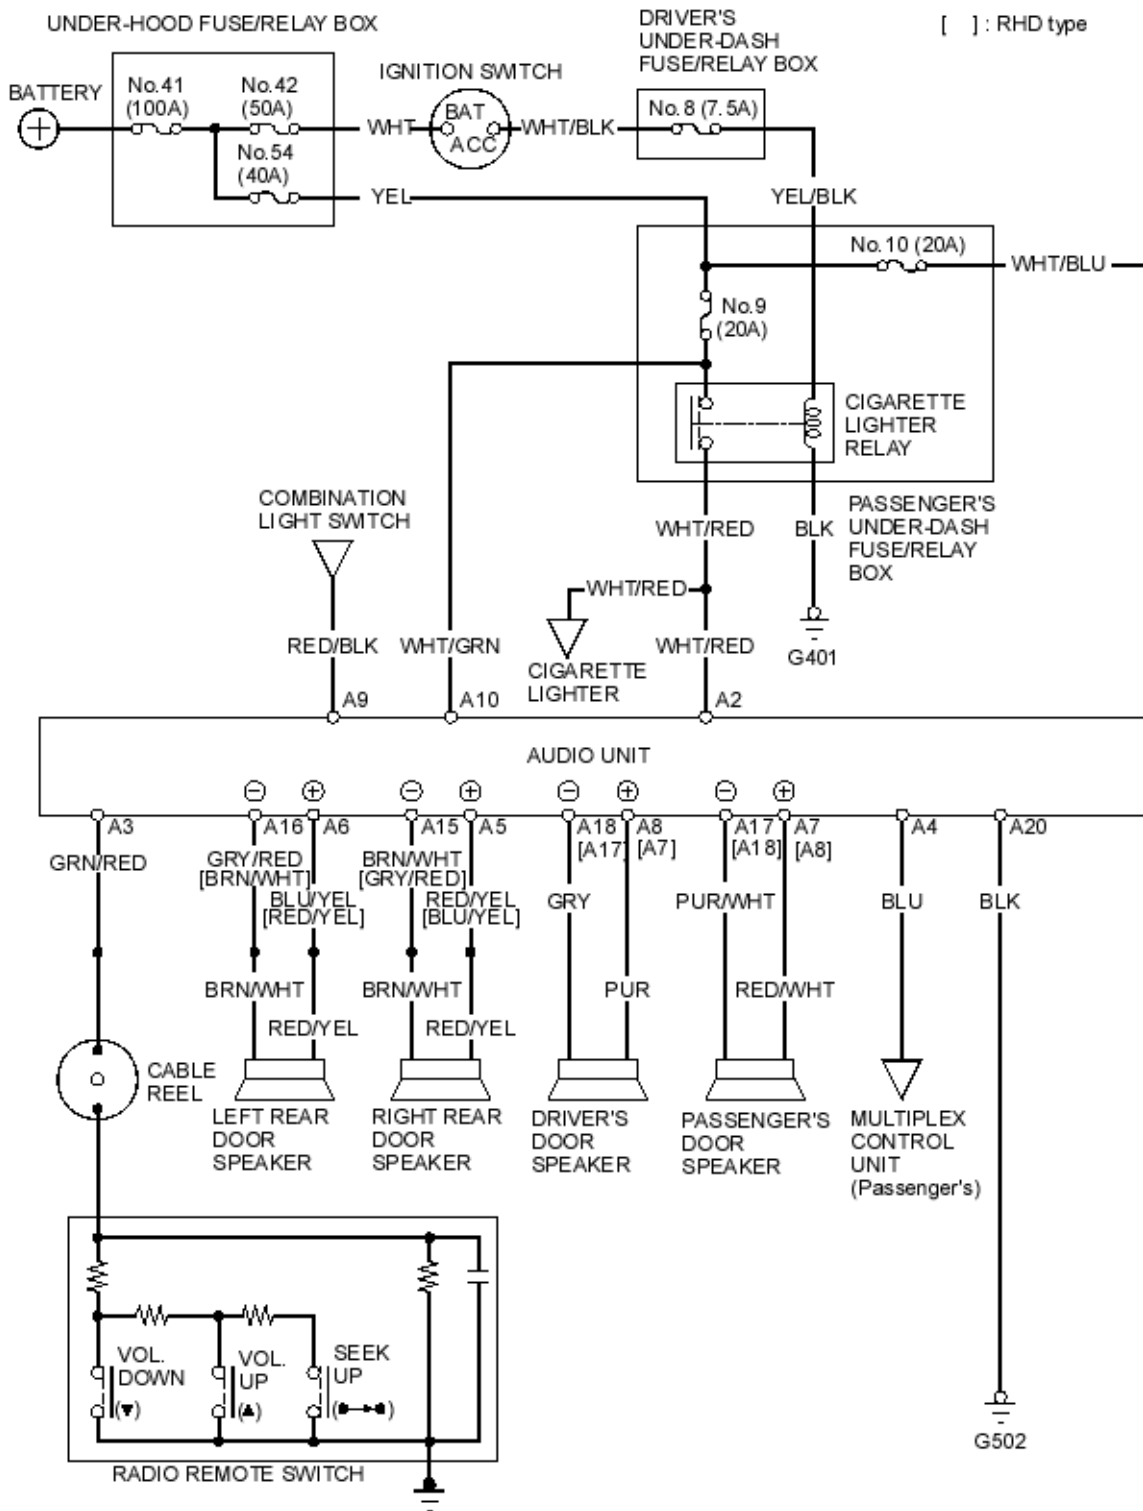 UNDER-HOOD FUSE/RELAY BOX
DRIVER'S
UNDER-DASH
FUSE/RELAY BOX
[ ] : RHD type
BATTERY
No.41
(100A)
No.42
(50A)
No.54
(40A)
IGNITION SWITCH
BAT
ACC
WHT
WHT/BLK
No.8 (7.5A)
YEL
YEL/BLK
No.10 (20A)
WHT/BLU
No.9
(20A)
CIGARETTE
LIGHTER
RELAY
COMBINATION
LIGHT SWITCH
WHT/RED
BLK
PASSENGER'S
UNDER-DASH
FUSE/RELAY
BOX
WHT/RED
RED/BLK
WHT/GRN
CIGARETTE
LIGHTER
WHT/RED
G401
A9
A10
A2
AUDIO UNIT
A3
A16
A6
A15
A5
A18
[A17]
A8
[A7]
A17
[A18]
A7
[A8]
A4
A20
GRN/RED
GRY/RED
[BRN/WHT]
BLU/YEL
[RED/YEL]
BRN/WHT
[GRY/RED]
RED/YEL
[BLU/YEL]
GRY
PUR/WHT
BLU
BLK
BRN/WHT
RED/YEL
BRN/WHT
RED/YEL
PUR
RED/WHT
CABLE
REEL
LEFT REAR
DOOR
SPEAKER
RIGHT REAR
DOOR
SPEAKER
DRIVER'S
DOOR
SPEAKER
PASSENGER'S
DOOR
SPEAKER
MULTIPLEX
CONTROL
UNIT
(Passenger's)
VOL.
DOWN
(▼)
VOL.
UP
(▲)
SEEK
UP
G502
RADIO REMOTE SWITCH